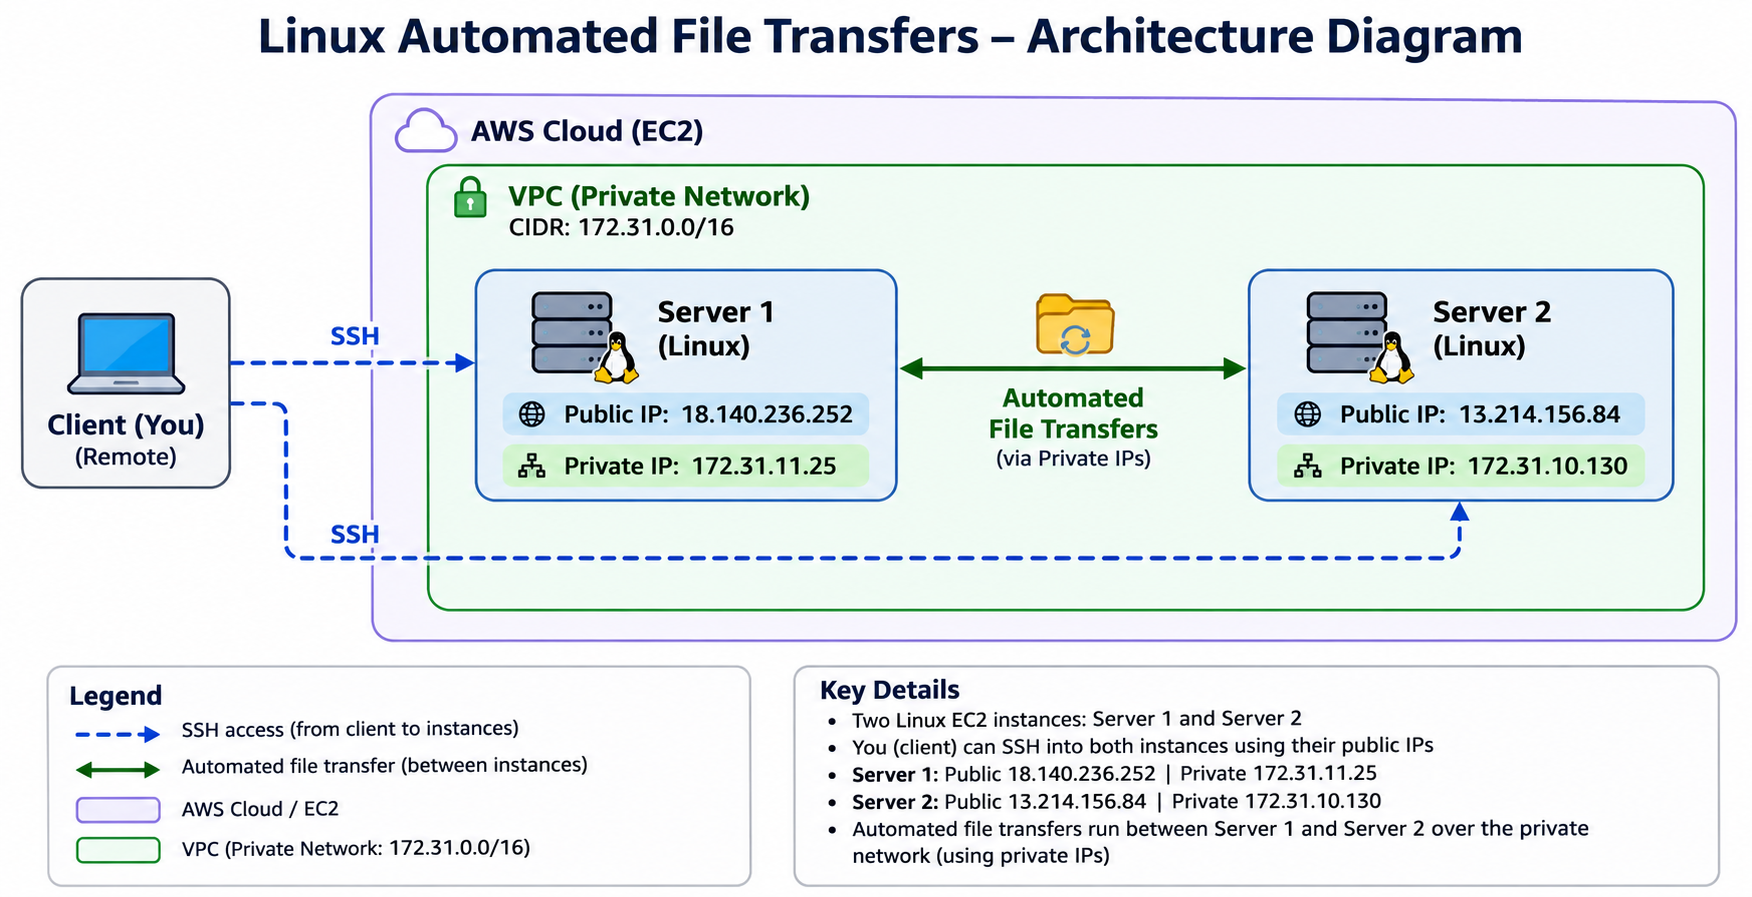 Linux Automated File Transfers – Architecture Diagram
AWS Cloud (EC2)
VPC (Private Network)
CIDR: 172.31.0.0/16
Client (You)
(Remote)
SSH
SSH
Server 1
(Linux)
Public IP: 18.140.236.252
Private IP: 172.31.11.25
Automated
File Transfers
(via Private IPs)
Server 2
(Linux)
Public IP: 13.214.156.84
Private IP: 172.31.10.130
Legend
SSH access (from client to instances)
Automated file transfer (between instances)
AWS Cloud / EC2
VPC (Private Network: 172.31.0.0/16)
Key Details
• Two Linux EC2 instances: Server 1 and Server 2
• You (client) can SSH into both instances using their public IPs
• Server 1: Public 18.140.236.252 | Private 172.31.11.25
• Server 2: Public 13.214.156.84 | Private 172.31.10.130
• Automated file transfers run between Server 1 and Server 2 over the private
network (using private IPs)